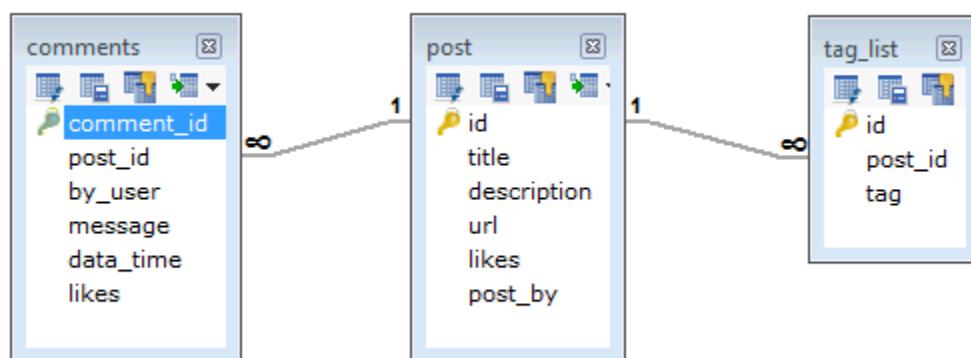 comments
comment_id
post_id
by_user
message
data_time
likes
∞
1
post
id
title
description
url
likes
post_by
1
∞
tag_list
id
post_id
tag